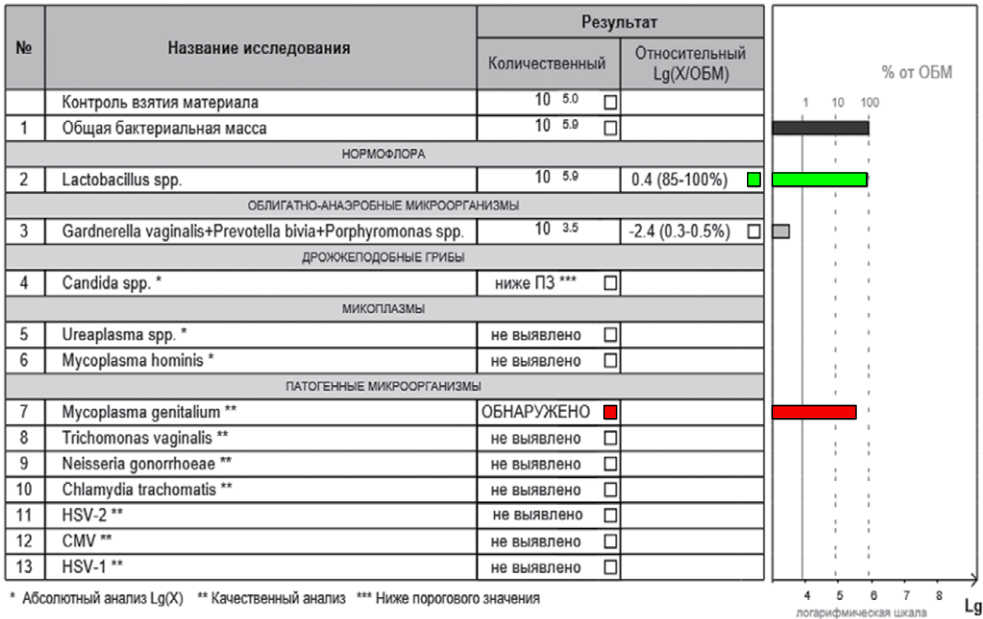 № Название исследования Результат
Количественный Относительный Lg(X/ОБМ)
% от ОБМ
Контроль взятия материала 10 5.0
1 10 100
1 Общая бактериальная масса 10 5.9
НОРМОФЛОРА
2 Lactobacillus spp. 10 5.9 0.4 (85-100%)
ОБЛИГАТНО-АНАЭРОБНЫЕ МИКРООРГАНИЗМЫ
3 Gardnerella vaginalis+Prevotella bivia+Porphyromonas spp. 10 3.5 -2.4 (0.3-0.5%)
ДРОЖЖЕПОДОБНЫЕ ГРИБЫ
4 Candida spp. * ниже ПЗ ***
МИКОПЛАЗМЫ
5 Ureaplasma spp. * не выявлено
6 Mycoplasma hominis * не выявлено
ПАТОГЕННЫЕ МИКРООРГАНИЗМЫ
7 Mycoplasma genitalium ** ОБНАРУЖЕНО
8 Trichomonas vaginalis ** не выявлено
9 Neisseria gonorrhoeae ** не выявлено
10 Chlamydia trachomatis ** не выявлено
11 HSV-2 ** не выявлено
12 CMV ** не выявлено
13 HSV-1 ** не выявлено
* Абсолютный анализ Lg(X) ** Качественный анализ *** Ниже порогового значения
4 5 6 7 8 Lg
логарифмическая шкала